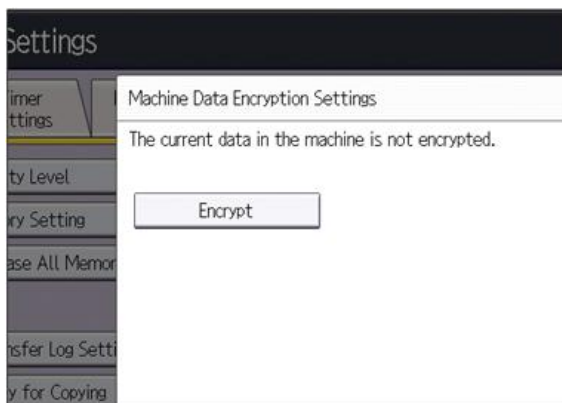 Settings
imer
ttings
Machine Data Encryption Settings
The current data in the machine is not encrypted.
ty Level
ry Setting
Encrypt
ase All Memor
nsfer Log Setti
y for Copying